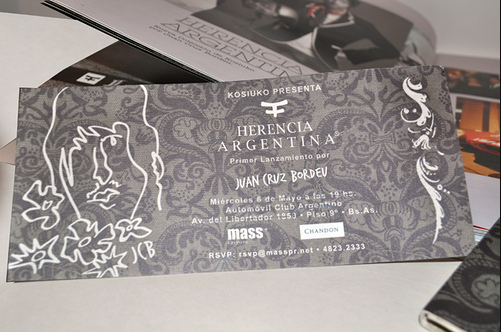 HERENCIA
ARGENTINA
KOSIUKO PRESENTA
HERENCIA
ARGENTINA
Primer Lanzamiento por
JUAN CRUZ BORDEU
Miércoles 6 de Mayo a las 19 hs.
Automóvil Club Argentino
Av. del Libertador 1850 • Piso 9° • Bs.As.
mass
CHANDON
RSVP: rsvp@masspr.net • 4823.2333
JCB